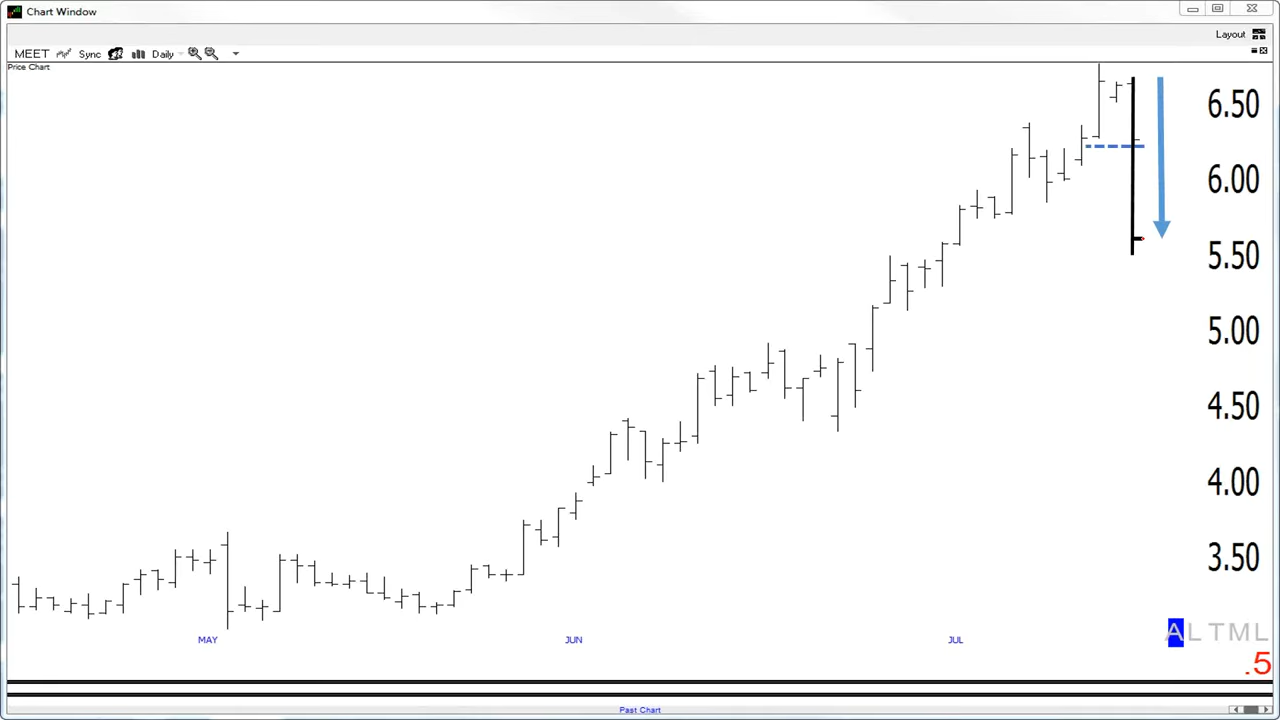 Chart Window
Layout
MEET Sync Daily
Price Chart
6.50
6.00
5.50
5.00
4.50
4.00
3.50
MAY JUN JUL
ALTML
.5
Past Chart